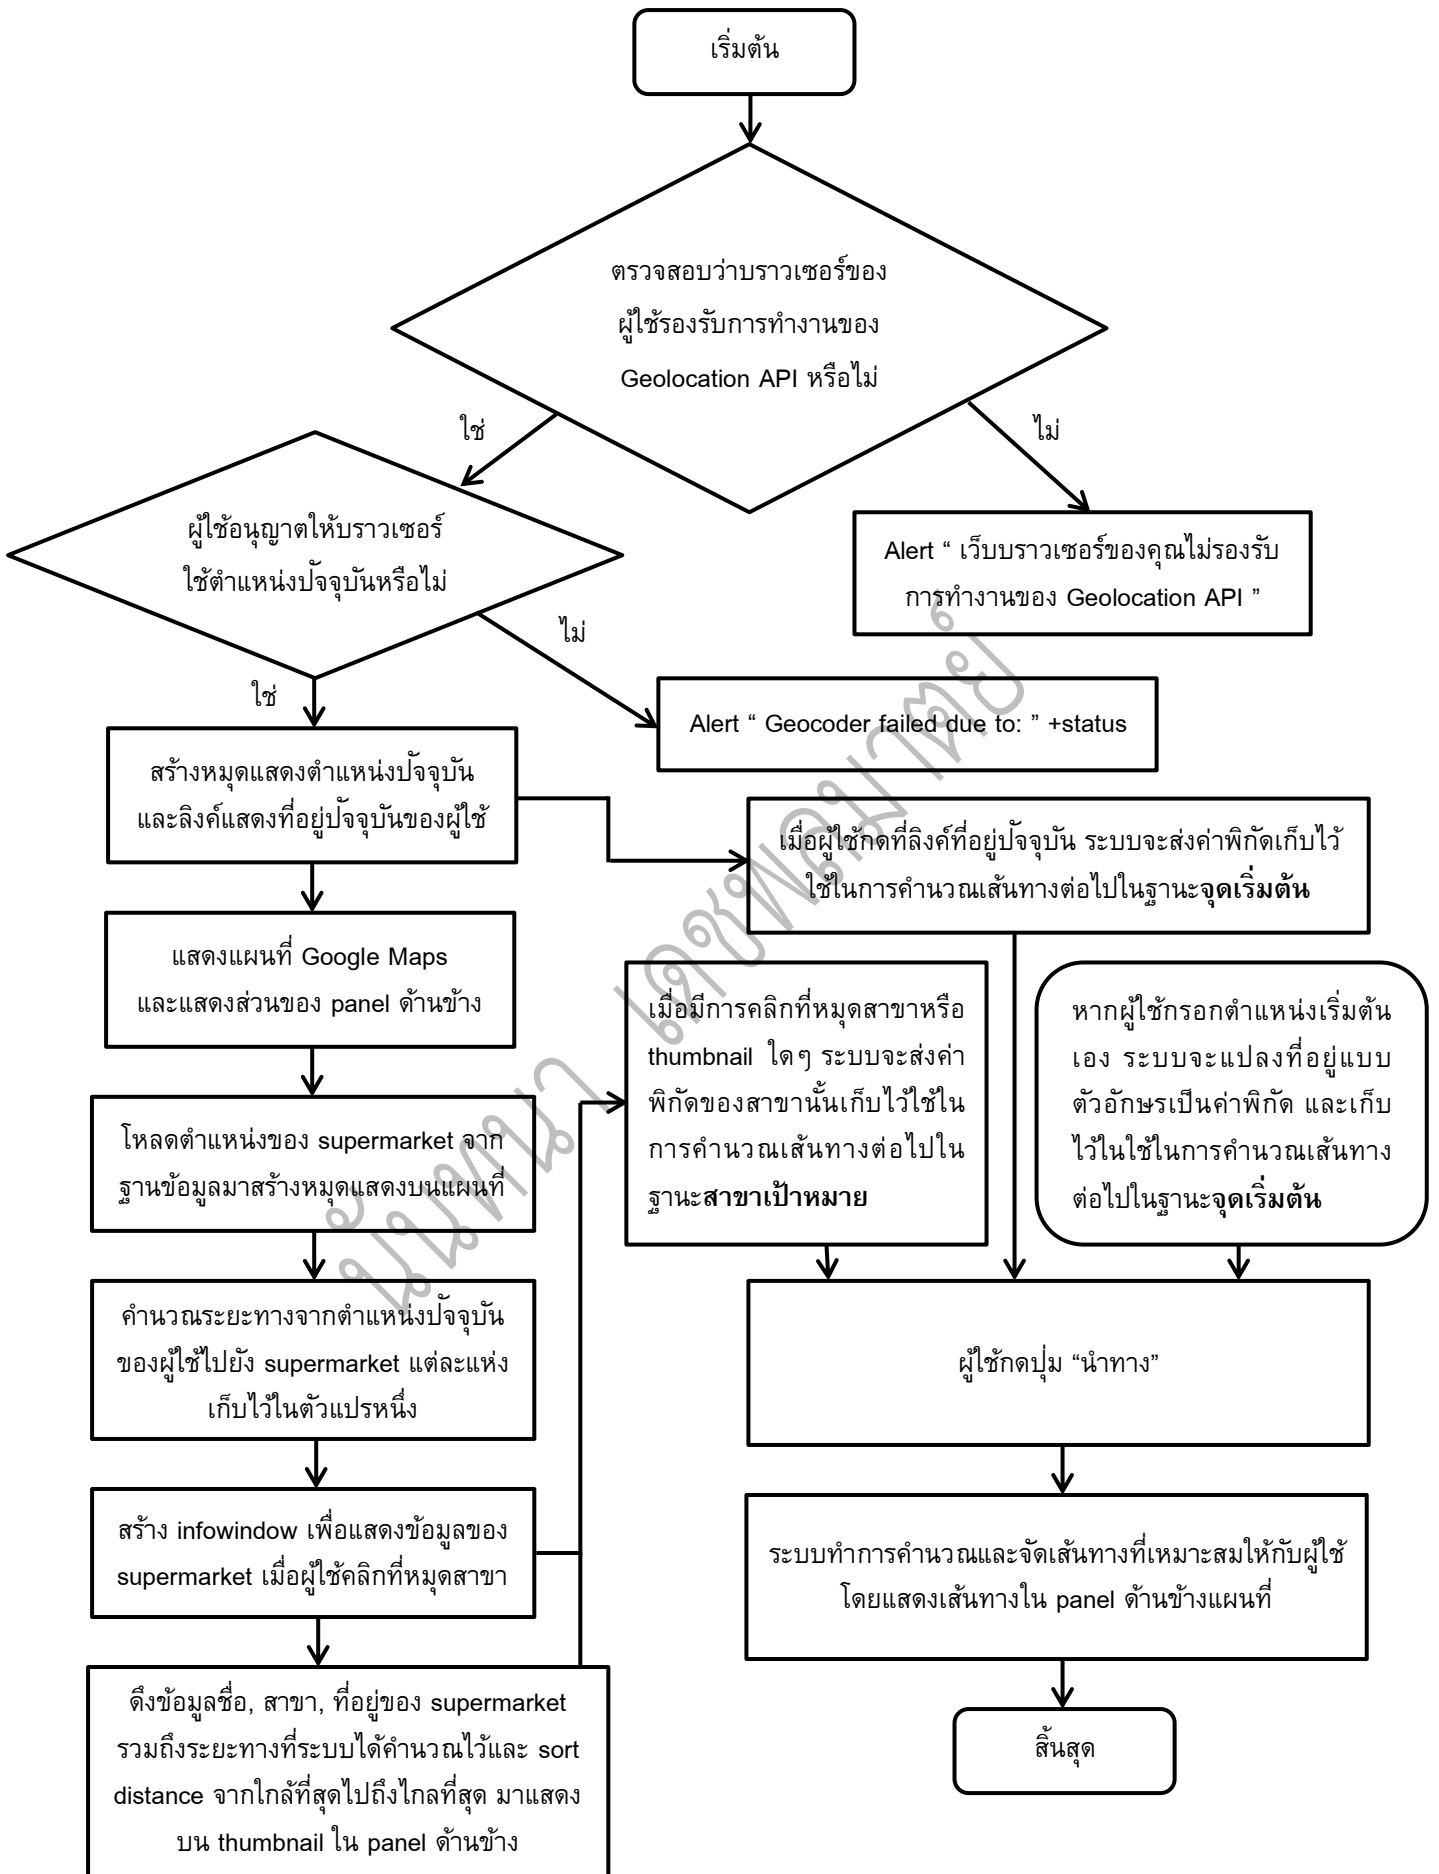 เริ่มต้น
ตรวจสอบว่าบราวเซอร์ของ
ผู้ใช้รองรับการทำงานของ
Geolocation API หรือไม่
ใช่
ไม่
ผู้ใช้อนุญาตให้บราวเซอร์
ใช้ตำแหน่งปัจจุบันหรือไม่
Alert “ เว็บบราวเซอร์ของคุณไม่รองรับ
การทำงานของ Geolocation API ”
ไม่
ใช่
Alert “ Geocoder failed due to: ” +status
สร้างหมุดแสดงตำแหน่งปัจจุบัน
และลิงค์แสดงที่อยู่ปัจจุบันของผู้ใช้
เมื่อผู้ใช้กดที่ลิงค์ที่อยู่ปัจจุบัน ระบบจะส่งค่าพิกัดเก็บไว้
ใช้ในการคำนวณเส้นทางต่อไปในฐานะจุดเริ่มต้น
แสดงแผนที่ Google Maps
และแสดงส่วนของ panel ด้านข้าง
เมื่อมีการคลิกที่หมุดสาขาหรือ
thumbnail ใดๆ ระบบจะส่งค่า
พิกัดของสาขานั้นเก็บไว้ใช้ใน
การคำนวณเส้นทางต่อไปใน
ฐานะสาขาเป้าหมาย
หากผู้ใช้กรอกตำแหน่งเริ่มต้น
เอง ระบบจะแปลงที่อยู่แบบ
ตัวอักษรเป็นค่าพิกัด และเก็บ
ไว้ในใช้ในการคำนวณเส้นทาง
ต่อไปในฐานะจุดเริ่มต้น
โหลดตำแหน่งของ supermarket จาก
ฐานข้อมูลมาสร้างหมุดแสดงบนแผนที่
คำนวณระยะทางจากตำแหน่งปัจจุบัน
ของผู้ใช้ไปยัง supermarket แต่ละแห่ง
เก็บไว้ในตัวแปรหนึ่ง
ผู้ใช้กดปุ่ม “นำทาง”
สร้าง infowindow เพื่อแสดงข้อมูลของ
supermarket เมื่อผู้ใช้คลิกที่หมุดสาขา
ระบบทำการคำนวณและจัดเส้นทางที่เหมาะสมให้กับผู้ใช้
โดยแสดงเส้นทางใน panel ด้านข้างแผนที่
ดึงข้อมูลชื่อ, สาขา, ที่อยู่ของ supermarket
รวมถึงระยะทางที่ระบบได้คำนวณไว้และ sort
distance จากใกล้ที่สุดไปถึงไกลที่สุด มาแสดง
บน thumbnail ใน panel ด้านข้าง
สิ้นสุด